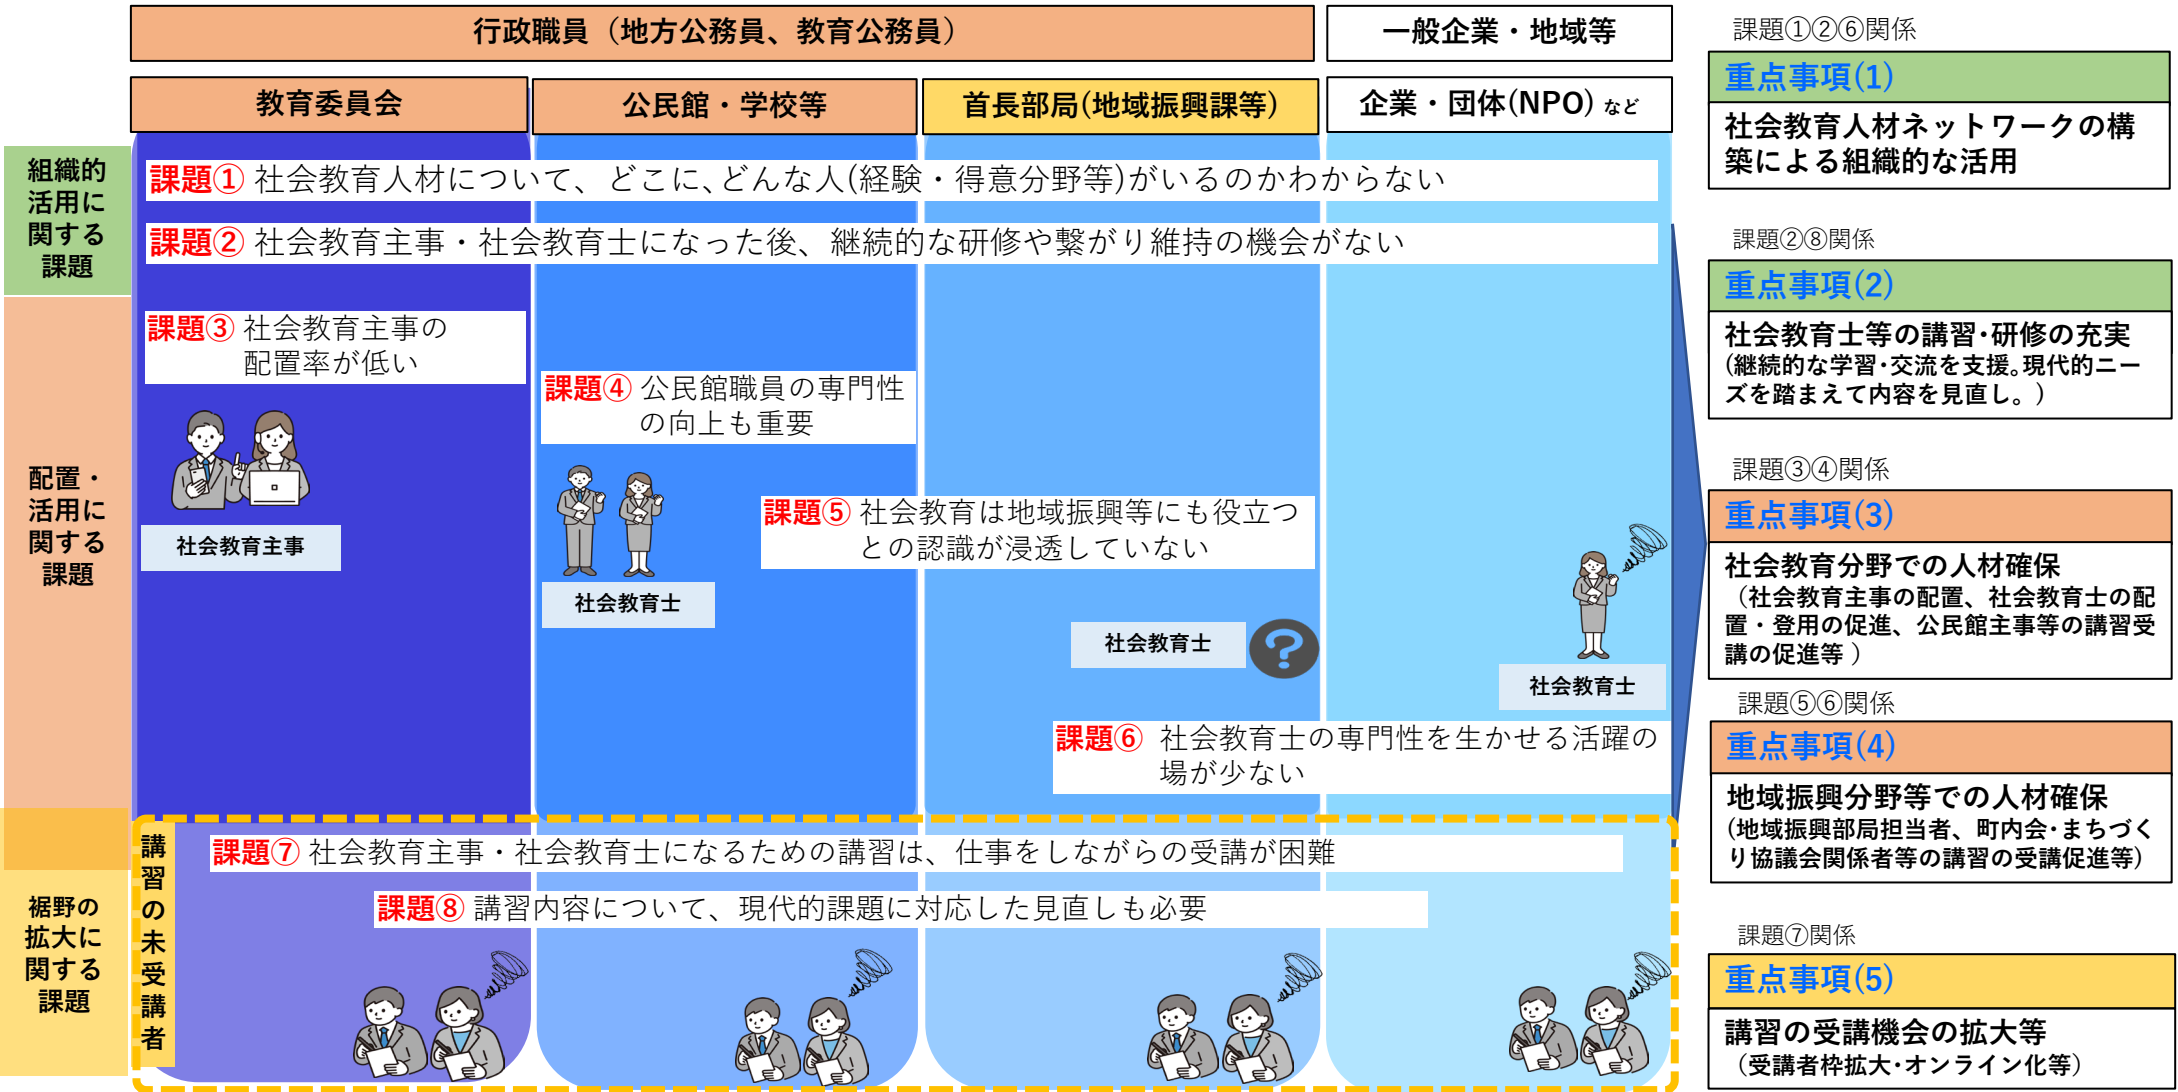 行政職員（地方公務員、教育公務員）
一般企業・地域等
教育委員会
公民館・学校等
首長部局(地域振興課等)
企業・団体(NPO) など
組織的
活用に
関する
課題
課題① 社会教育人材について、どこに、どんな人(経験・得意分野等)がいるのかわからない
課題② 社会教育主事・社会教育士になった後、継続的な研修や繋がり維持の機会がない
配置・
活用に
関する
課題
課題③ 社会教育主事の
配置率が低い
社会教育主事
課題④ 公民館職員の専門性
の向上も重要
社会教育士
課題⑤ 社会教育は地域振興等にも役立つ
との認識が浸透していない
社会教育士
?
社会教育士
課題⑥ 社会教育士の専門性を生かせる活躍の
場が少ない
裾野の
拡大に
関する
課題
講習の未受講者
課題⑦ 社会教育主事・社会教育士になるための講習は、仕事をしながらの受講が困難
課題⑧ 講習内容について、現代的課題に対応した見直しも必要
課題①②⑥関係
重点事項(1)
社会教育人材ネットワークの構
築による組織的な活用
課題②⑧関係
重点事項(2)
社会教育士等の講習・研修の充実
(継続的な学習・交流を支援。現代的ニー
ズを踏まえて内容を見直し。)
課題③④関係
重点事項(3)
社会教育分野での人材確保
（社会教育主事の配置、社会教育士の配
置・登用の促進、公民館主事等の講習受
講の促進等 ）
課題⑤⑥関係
重点事項(4)
地域振興分野等での人材確保
(地域振興部局担当者、町内会・まちづく
り協議会関係者等の講習の受講促進等)
課題⑦関係
重点事項(5)
講習の受講機会の拡大等
（受講者枠拡大・オンライン化等）